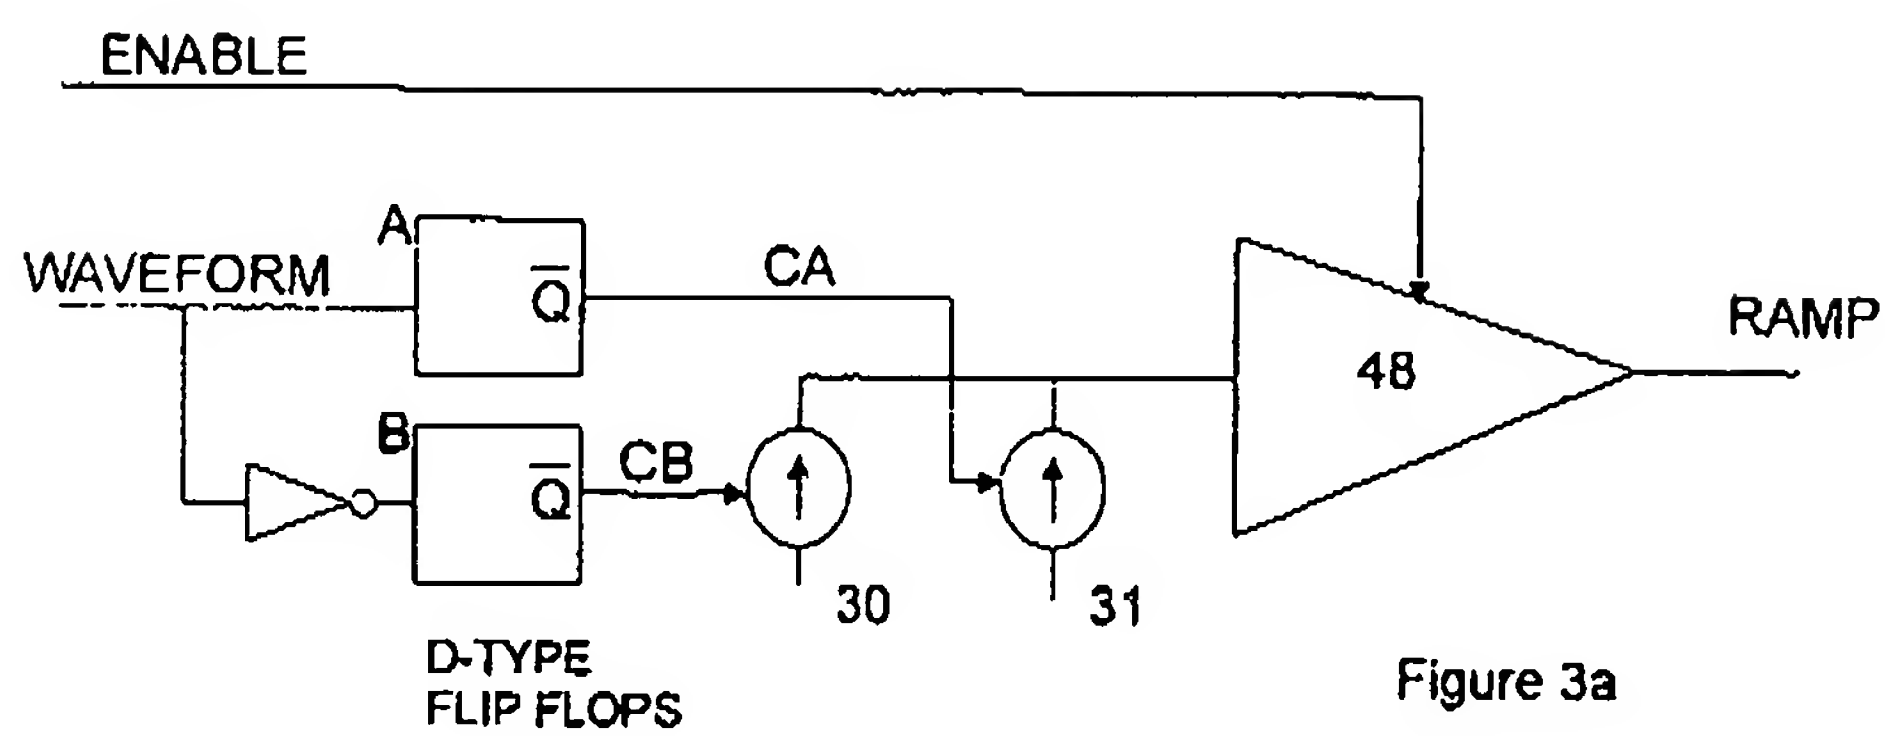 ENABLE
WAVEFORM
A
Q
CA
RAMP
48
B
Q
CB
30
31
D-TYPE
FLIP FLOPS
Figure 3a